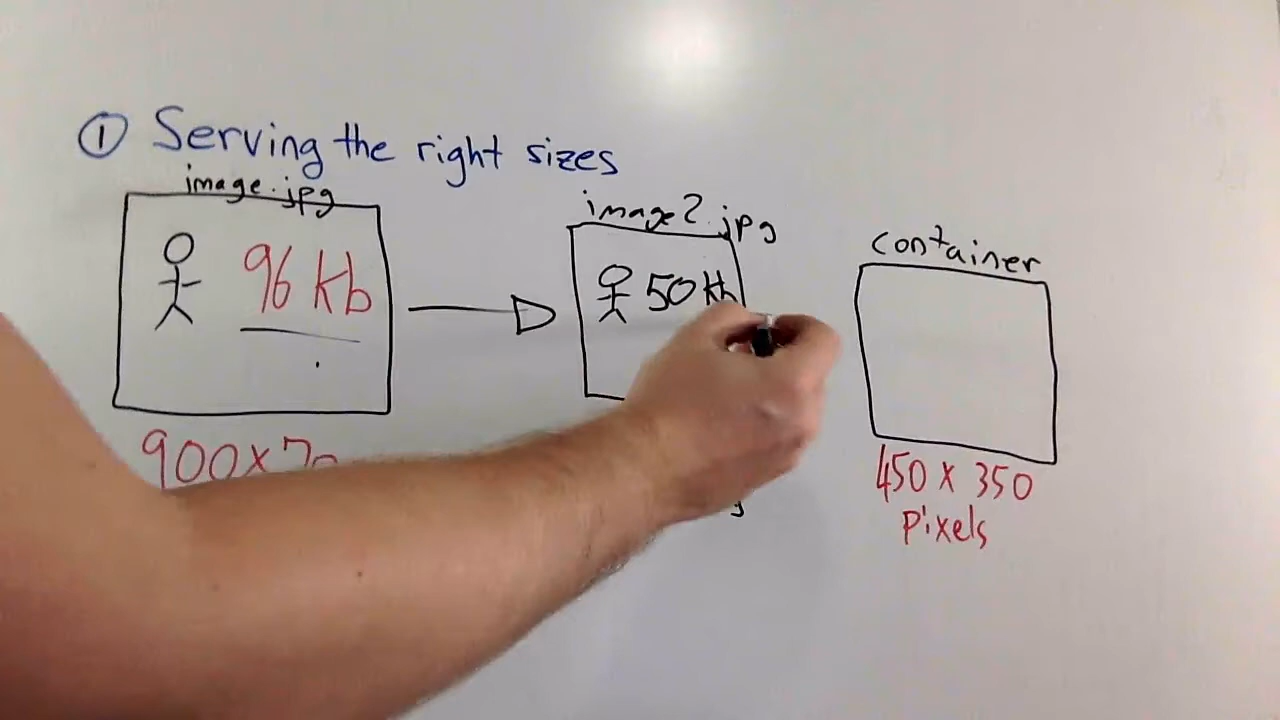 ① Serving the right sizes
image.jpg
96 kb
image2.jpg
50 kb
container
450 x 350
pixels